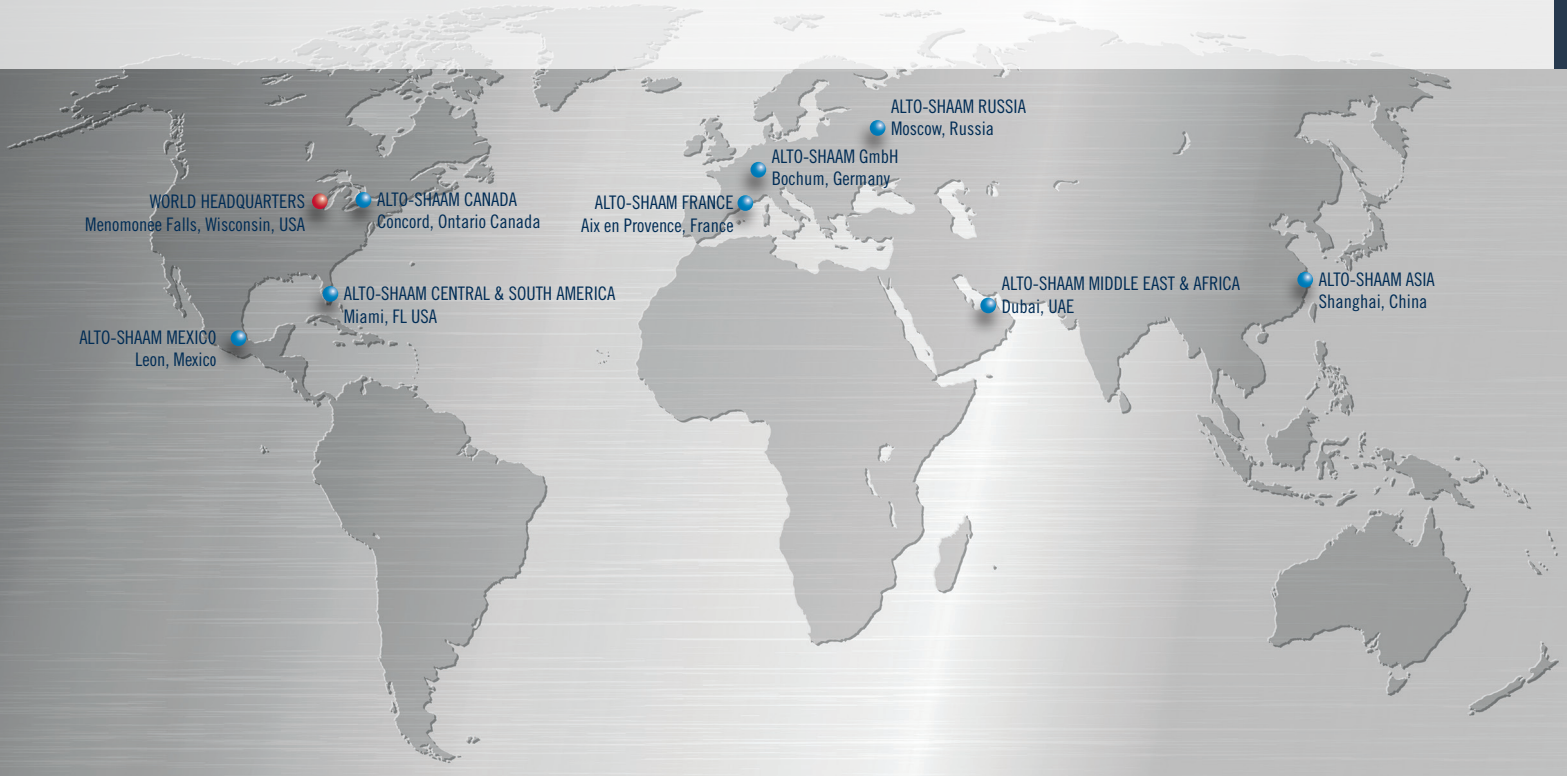 ALTO-SHAAM RUSSIA
Moscow, Russia
ALTO-SHAAM GmbH
Bochum, Germany
WORLD HEADQUARTERS
Menomonee Falls, Wisconsin, USA
ALTO-SHAAM CANADA
Concord, Ontario Canada
ALTO-SHAAM FRANCE
Aix en Provence, France
ALTO-SHAAM CENTRAL & SOUTH AMERICA
Miami, FL USA
ALTO-SHAAM MIDDLE EAST & AFRICA
Dubai, UAE
ALTO-SHAAM ASIA
Shanghai, China
ALTO-SHAAM MEXICO
Leon, Mexico